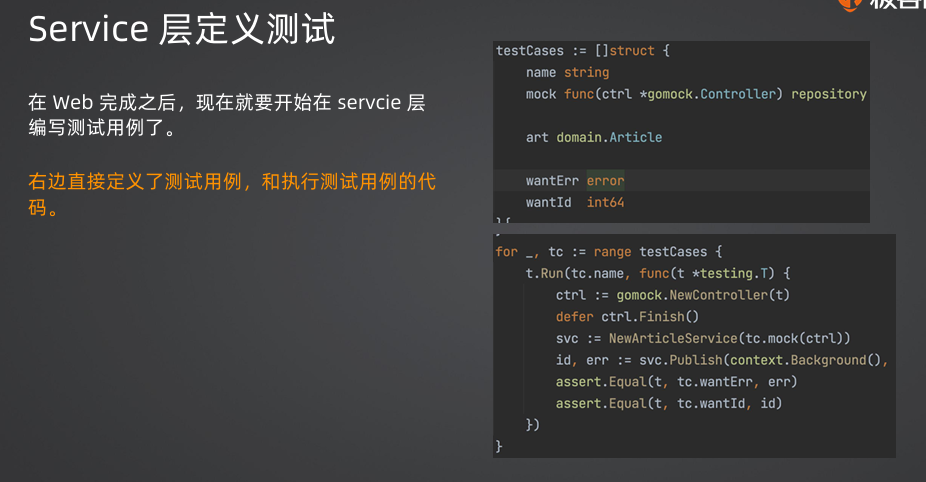 Service 层定义测试
在 Web 完成之后，现在就要开始在 servcie 层
编写测试用例了。
右边直接定义了测试用例，和执行测试用例的代
码。
testCases := []struct {
name string
mock func(ctrl *gomock.Controller) repository
art domain.Article
wantErr error
wantId int64
for _, tc := range testCases {
t.Run(tc.name, func(t *testing.T) {
ctrl := gomock.NewController(t)
defer ctrl.Finish()
svc := NewArticleService(tc.mock(ctrl))
id, err := svc.Publish(context.Background(),
assert.Equal(t, tc.wantErr, err)
assert.Equal(t, tc.wantId, id)
})
}